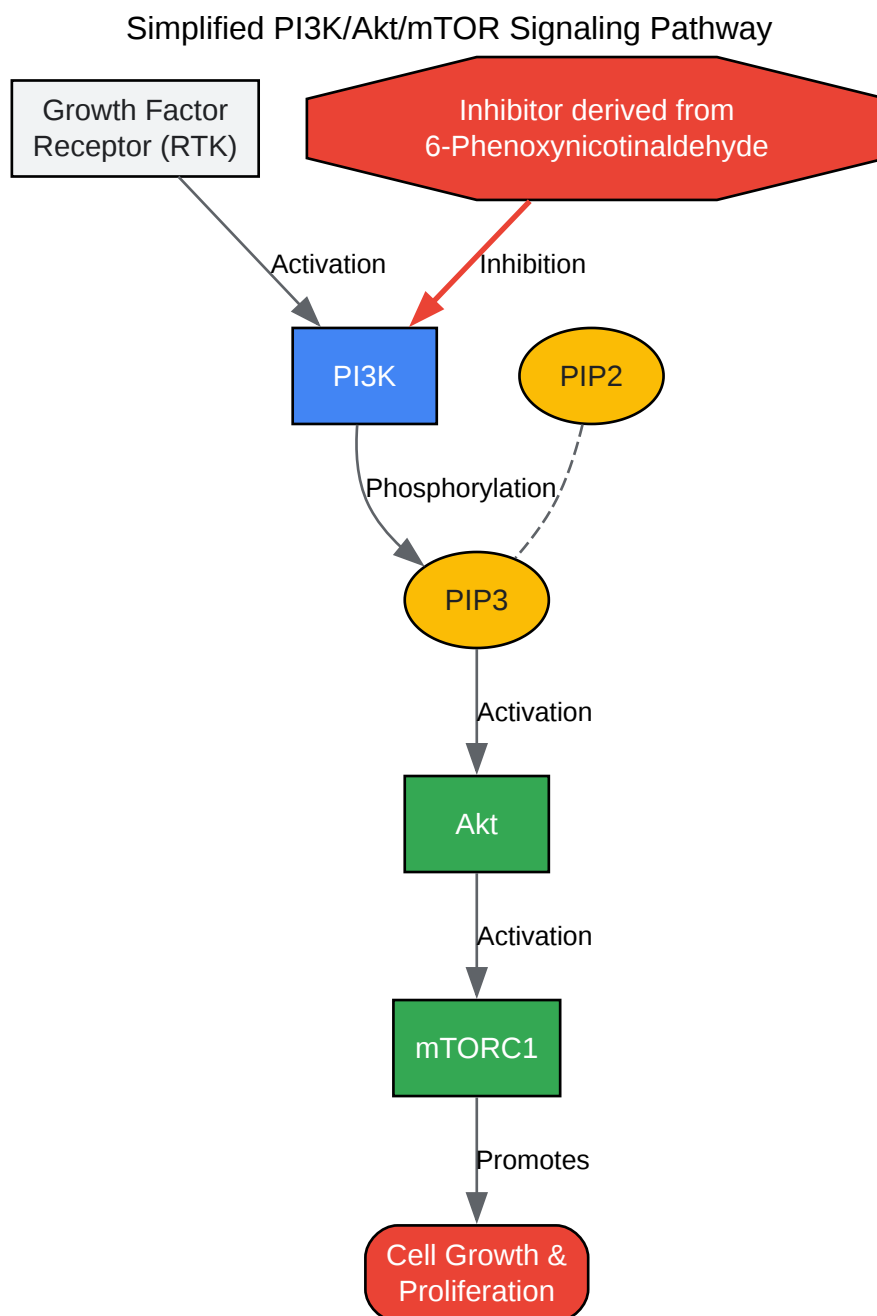 Simplified PI3K/Akt/mTOR Signaling Pathway
Growth Factor
Receptor (RTK)
Inhibitor derived from
6-Phenoxynicotinaldehyde
Activation
Inhibition
PI3K
PIP2
Phosphorylation
PIP3
Activation
Akt
Activation
mTORC1
Promotes
Cell Growth &
Proliferation